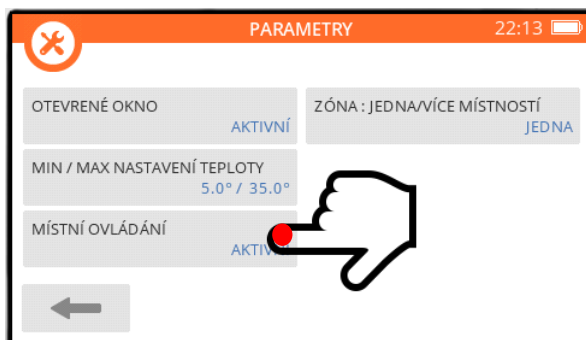 PARAMETRY 22:13
OTEVRENÉ OKNO
AKTIVNÍ
ZÓNA : JEDNA/VÍCE MÍSTNOSTÍ
JEDNA
MIN / MAX NASTAVENÍ TEPLOTY
5.0° / 35.0°
MÍSTNÍ OVLÁDÁNÍ